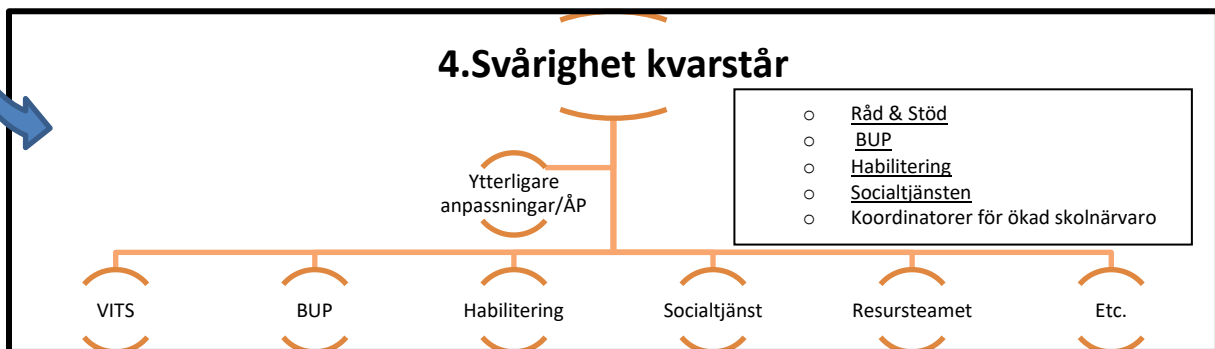 4.Svårighet kvarstår
o Råd & Stöd
o BUP
o Habilitering
o Socialtjänsten
o Koordinatorer för ökad skolnärvaro
Ytterligare
anpassningar/ÅP
VITS
BUP
Habilitering
Socialtjänst
Resursteamet
Etc.